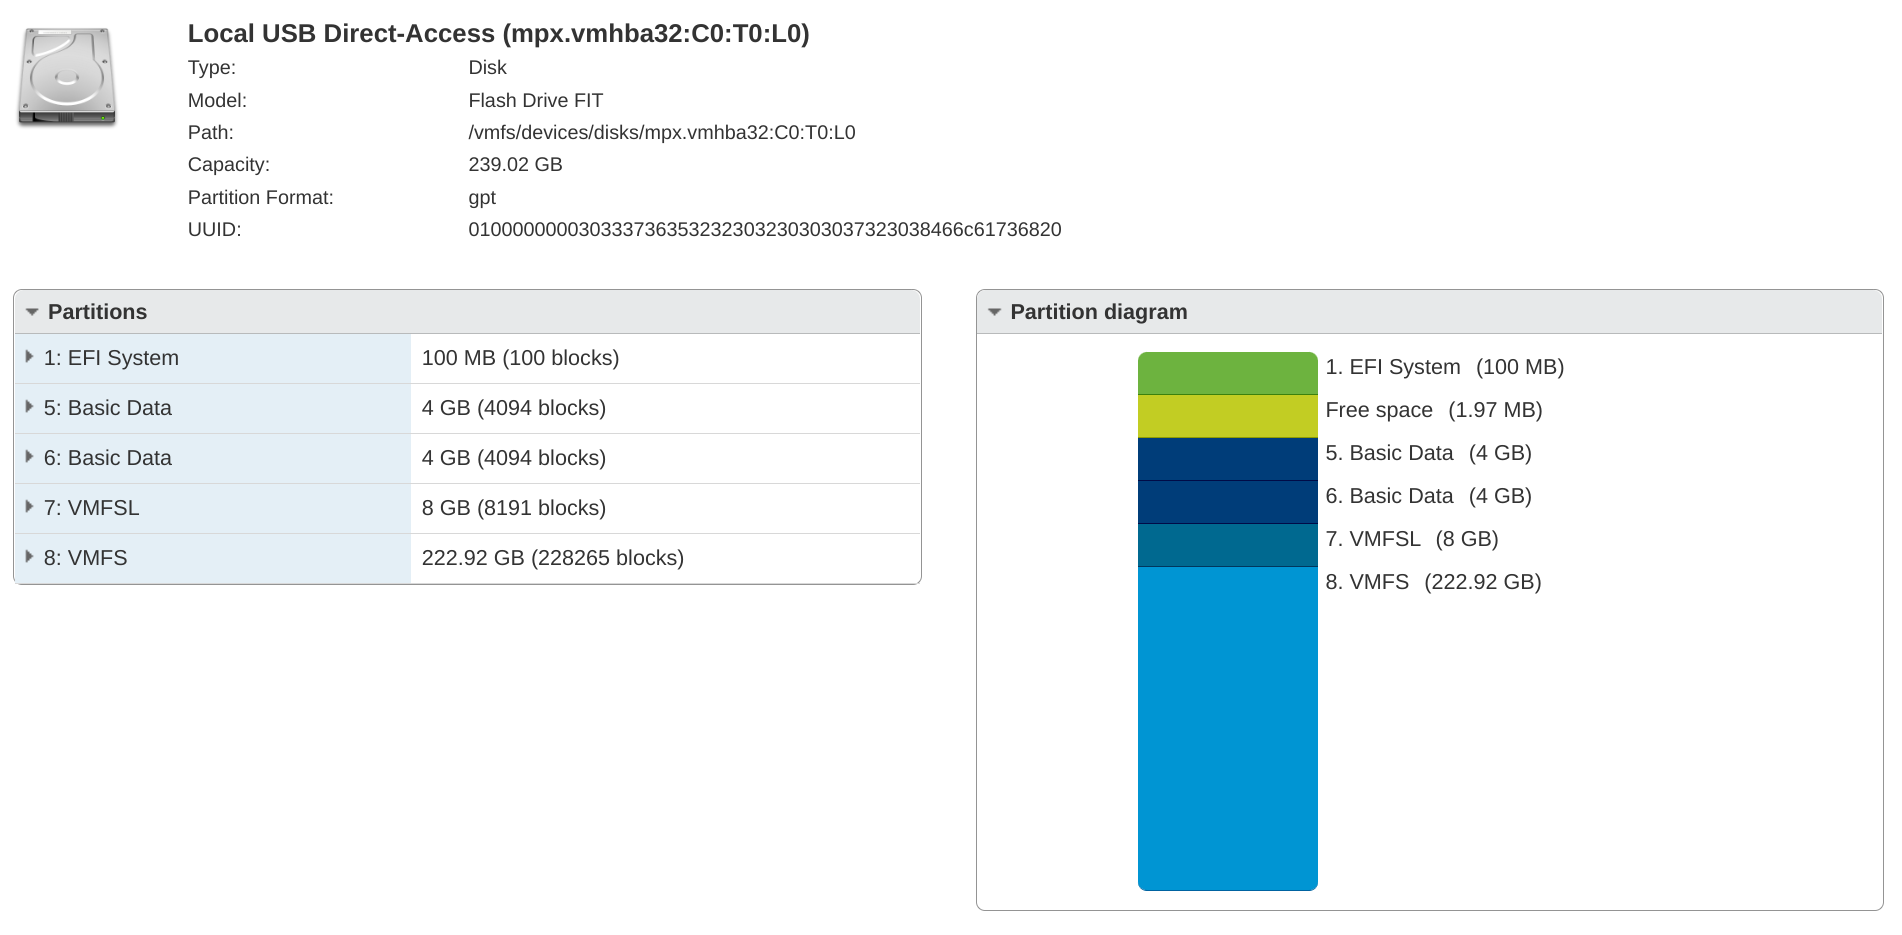 Local USB Direct-Access (mpx.vmhba32:C0:T0:L0)
Type: Disk
Model: Flash Drive FIT
Path: /vmfs/devices/disks/mpx.vmhba32:C0:T0:L0
Capacity: 239.02 GB
Partition Format: gpt
UUID: 010000000030333736353232303230303037323038466c61736820
Partitions
1: EFI System 100 MB (100 blocks)
5: Basic Data 4 GB (4094 blocks)
6: Basic Data 4 GB (4094 blocks)
7: VMFSL 8 GB (8191 blocks)
8: VMFS 222.92 GB (228265 blocks)
Partition diagram
1. EFI System (100 MB)
Free space (1.97 MB)
5. Basic Data (4 GB)
6. Basic Data (4 GB)
7. VMFSL (8 GB)
8. VMFS (222.92 GB)